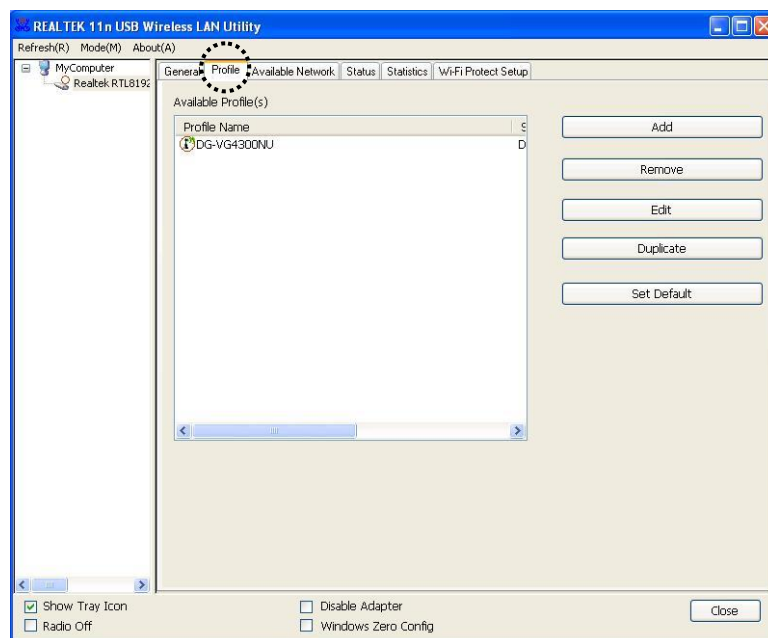 REALTEK 11n USB Wireless LAN Utility
Refresh(R) Mode(M) About(A)
MyComputer
Realtek RTL8192
General Profile Available Network Status Statistics Wi-Fi Protect Setup
Available Profile(s)
Profile Name S
DG-VG4300NU D
Add
Remove
Edit
Duplicate
Set Default
Show Tray Icon
Radio Off
Disable Adapter
Windows Zero Config
Close